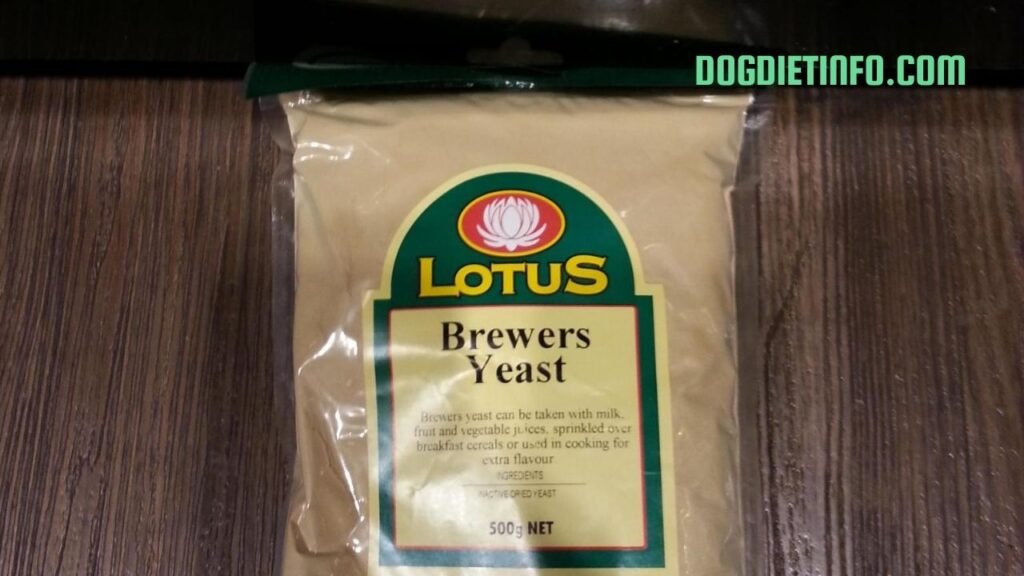 DOGDIETINFO.COM
LOTUS
Brewers
Yeast
Brewers yeast can be taken with milk,
fruit and vegetable juices, sprinkled over
breakfast cereals or used in cooking for
extra flavour
INGREDIENTS
INACTIVE DRIED YEAST
500g NET